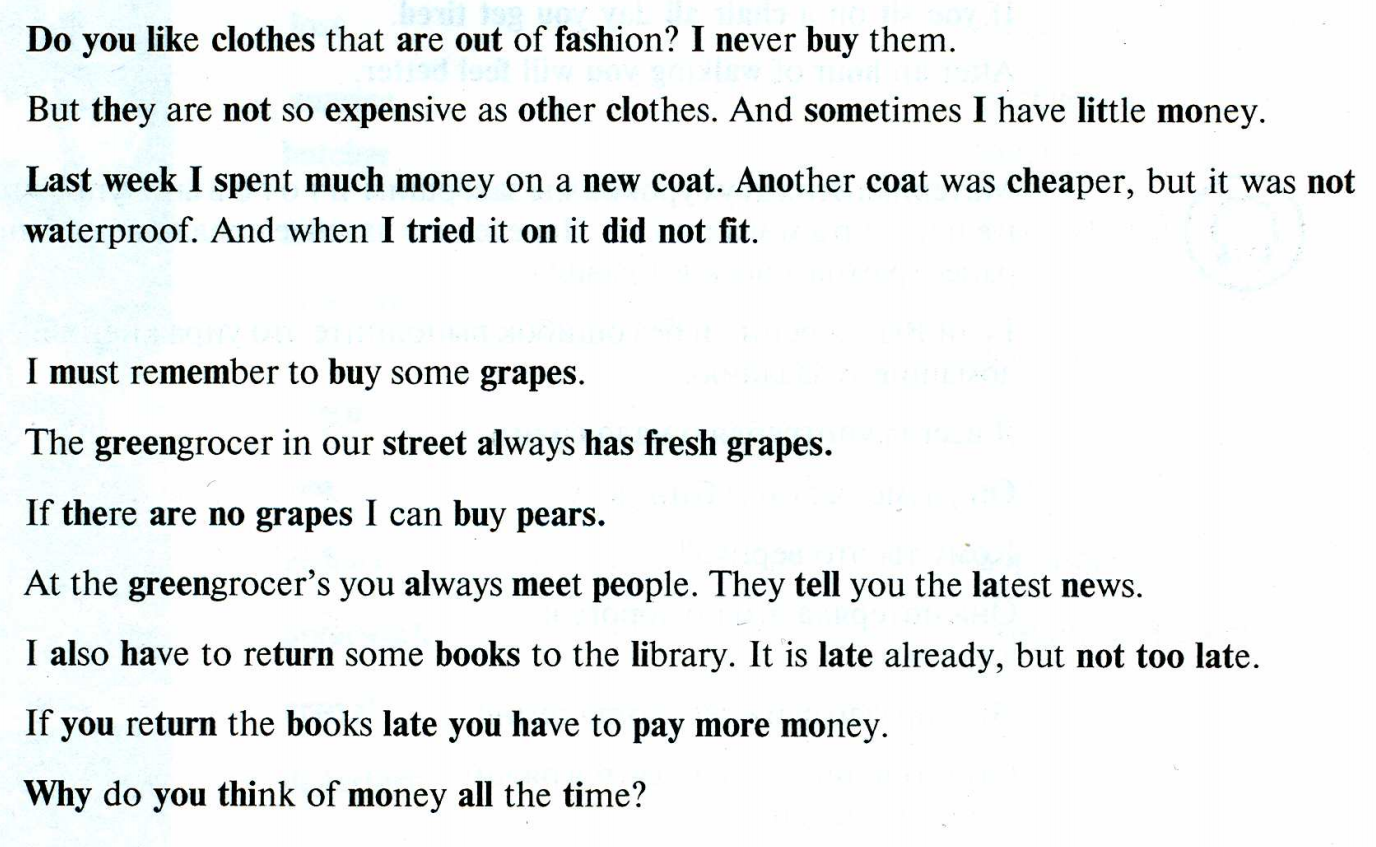 Do you like clothes that are out of fashion? I never buy them.
But they are not so expensive as other clothes. And sometimes I have little money.
Last week I spent much money on a new coat. Another coat was cheaper, but it was not
waterproof. And when I tried it on it did not fit.
I must remember to buy some grapes.
The greengrocer in our street always has fresh grapes.
If there are no grapes I can buy pears.
At the greengrocer's you always meet people. They tell you the latest news.
I also have to return some books to the library. It is late already, but not too late.
If you return the books late you have to pay more money.
Why do you think of money all the time?